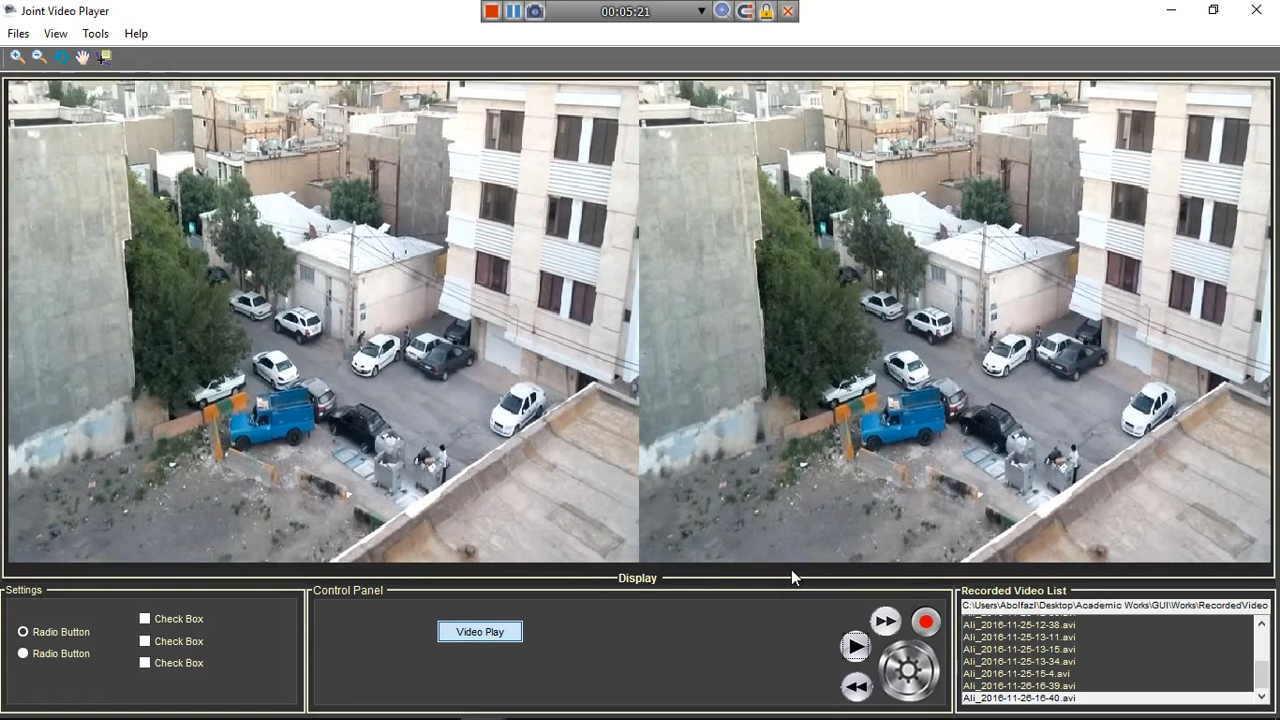 Joint Video Player
00:05:21
Files View Tools Help
Display
Settings
Radio Button
Radio Button
Check Box
Check Box
Check Box
Control Panel
Video Play
Recorded Video List
C:\Users\Abolfazl\Desktop\Academic Works\GUI\Works\RecordedVideo
Ali_2016-11-25-12-38.avi
Ali_2016-11-25-13-11.avi
Ali_2016-11-25-13-15.avi
Ali_2016-11-25-13-34.avi
Ali_2016-11-25-15-4.avi
Ali_2016-11-26-16-39.avi
Ali_2016-11-26-16-40.avi